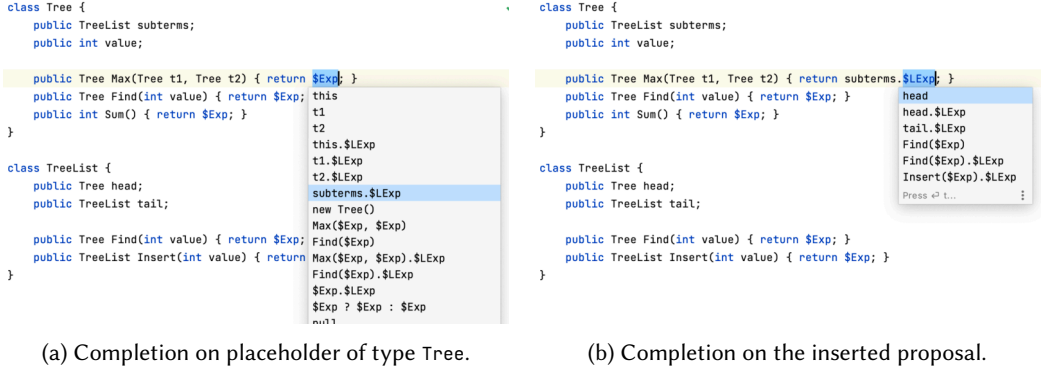 class Tree {
public TreeList subterms;
public int value;
public Tree Max(Tree t1, Tree t2) { return $Exp; }
public Tree Find(int value) { return $Exp;
public int Sum() { return $Exp; }
}
class TreeList {
public Tree head;
public TreeList tail;
public Tree Find(int value) { return $Exp;
public TreeList Insert(int value) { return
}
this
t1
t2
this.$LExp
t1.$LExp
t2.$LExp
subterms.$LExp
new Tree()
Max($Exp, $Exp)
Find($Exp)
Max($Exp, $Exp).$LExp
Find($Exp).$LExp
$Exp.$LExp
$Exp ? $Exp : $Exp
null
(a) Completion on placeholder of type Tree.
class Tree {
public TreeList subterms;
public int value;
public Tree Max(Tree t1, Tree t2) { return subterms.$LExp; }
public Tree Find(int value) { return $Exp; }
public int Sum() { return $Exp; }
}
class TreeList {
public Tree head;
public TreeList tail;
public Tree Find(int value) { return $Exp; }
public TreeList Insert(int value) { return $Exp; }
}
head
head.$LExp
tail.$LExp
Find($Exp)
Find($Exp).$LExp
Insert($Exp).$LExp
Press ↵ t...
(b) Completion on the inserted proposal.